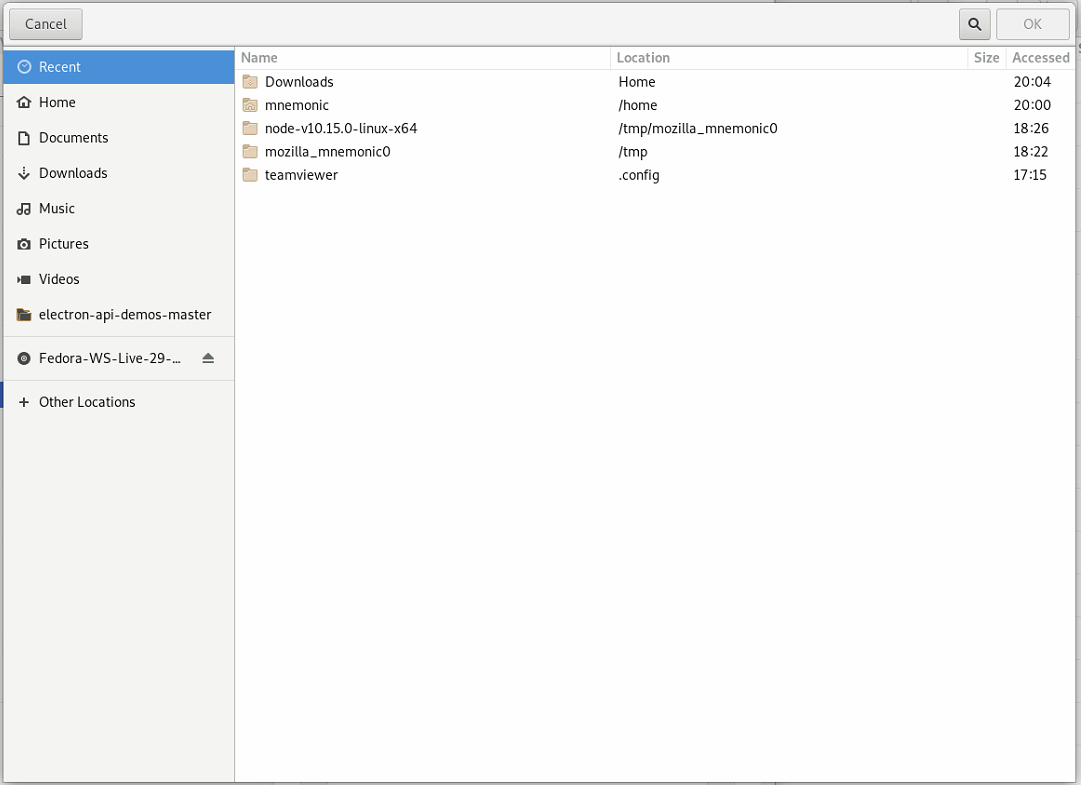 Cancel
OK
Recent
Home
Documents
Downloads
Music
Pictures
Videos
electron-api-demos-master
Fedora-WS-Live-29-...
Other Locations
Name Location Size Accessed
Downloads Home 20:04
mnemonic /home 20:00
node-v10.15.0-linux-x64 /tmp/mozilla_mnemonic0 18:26
mozilla_mnemonic0 /tmp 18:22
teamviewer .config 17:15